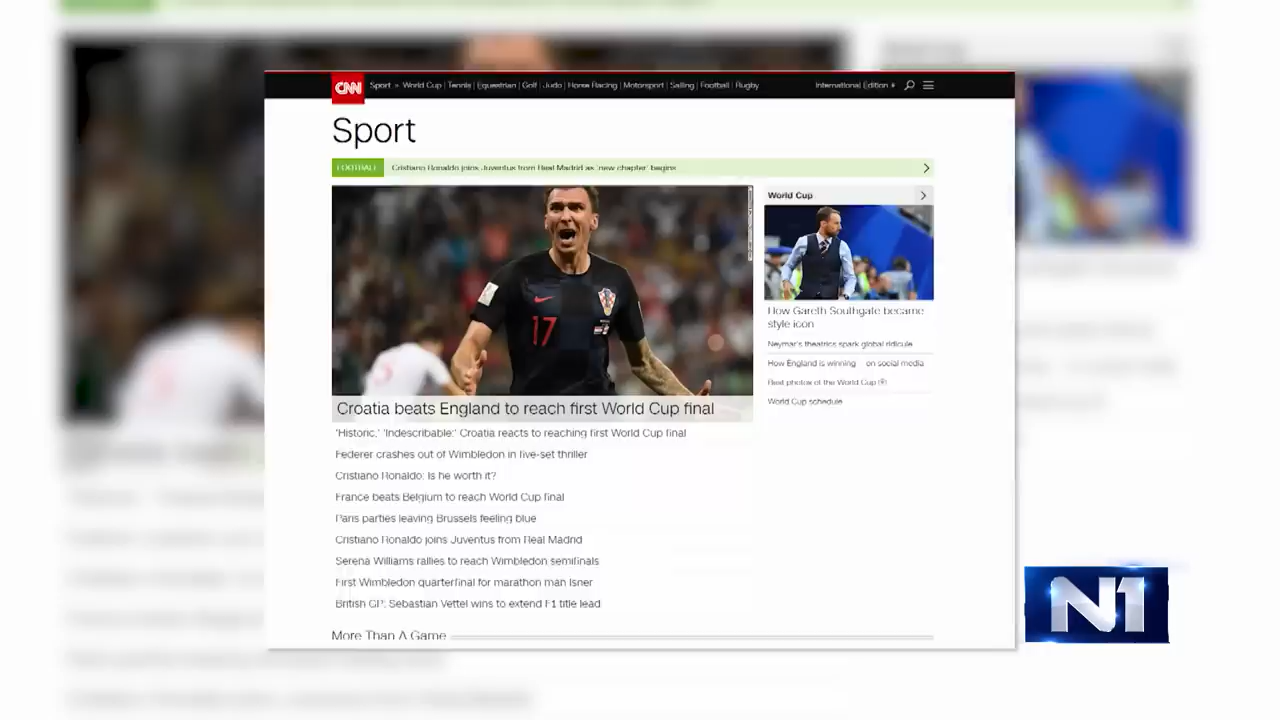 CNN
Sport » World Cup | Tennis | Equestrian | Golf | Judo | Horse Racing | Motorsport | Sailing | Football | Rugby
International Edition
Sport
FOOTBALL
Cristiano Ronaldo joins Juventus from Real Madrid as 'new chapter' begins
17
Croatia beats England to reach first World Cup final
'Historic,' 'Indescribable:' Croatia reacts to reaching first World Cup final
Federer crashes out of Wimbledon in five-set thriller
Cristiano Ronaldo: Is he worth it?
France beats Belgium to reach World Cup final
Paris parties leaving Brussels feeling blue
Cristiano Ronaldo joins Juventus from Real Madrid
Serena Williams rallies to reach Wimbledon semifinals
First Wimbledon quarterfinal for marathon man Isner
British GP: Sebastian Vettel wins to extend F1 title lead
More Than A Game
World Cup
How Gareth Southgate became
style icon
Neymar's theatrics spark global ridicule
How England is winning on social media
Best photos of the World Cup
World Cup schedule
N1